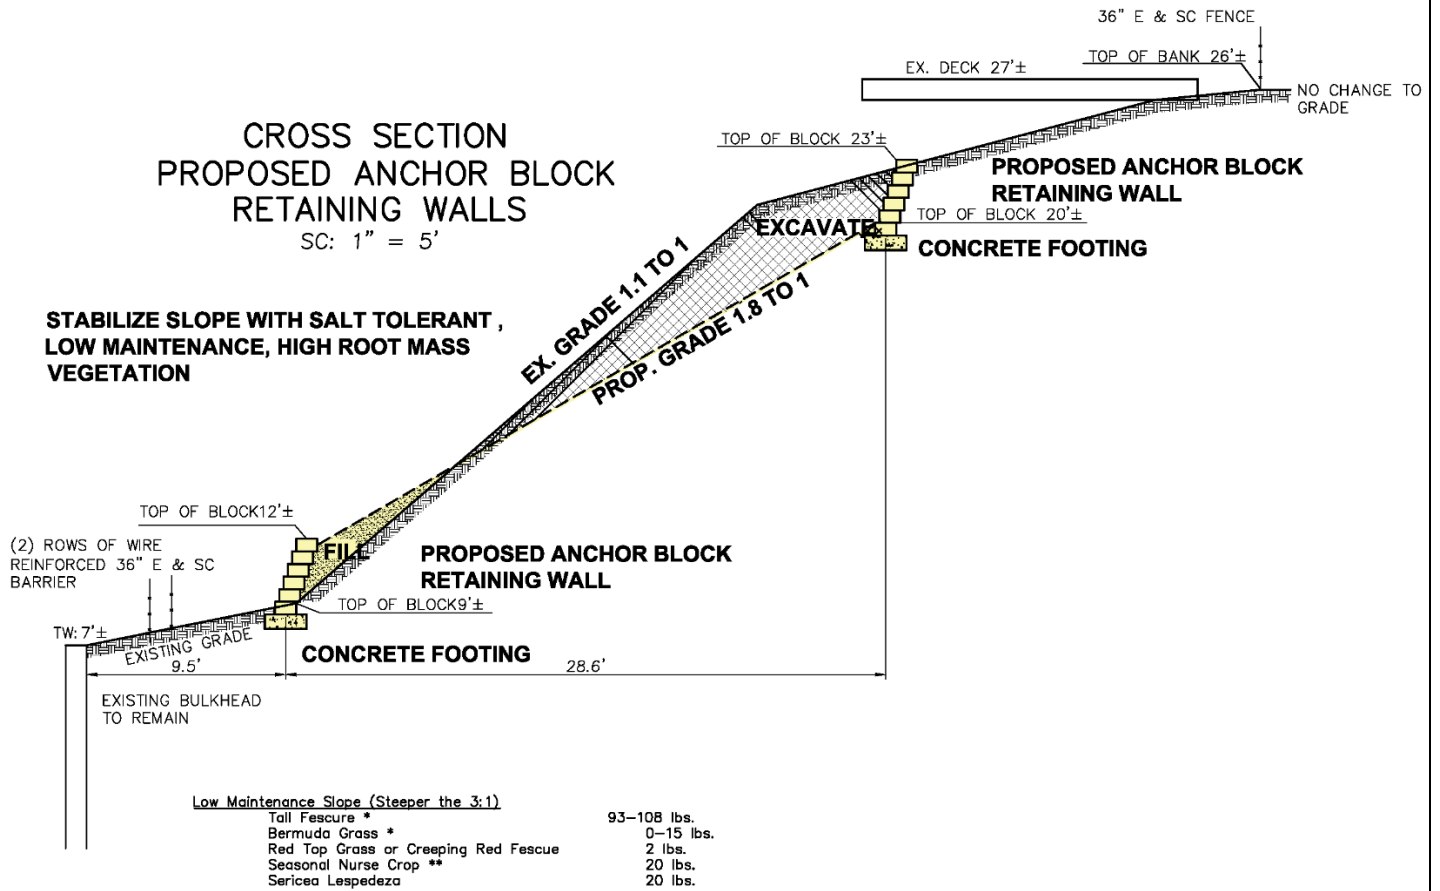 36" E & SC FENCE
TOP OF BANK 26'±
EX. DECK 27'±
NO CHANGE TO
GRADE
CROSS SECTION
PROPOSED ANCHOR BLOCK
RETAINING WALLS
SC: 1" = 5'
TOP OF BLOCK 23'±
PROPOSED ANCHOR BLOCK
RETAINING WALL
TOP OF BLOCK 20'±
EXCAVATE
CONCRETE FOOTING
EX. GRADE 1.1 TO 1
PROP. GRADE 1.8 TO 1
STABILIZE SLOPE WITH SALT TOLERANT ,
LOW MAINTENANCE, HIGH ROOT MASS
VEGETATION
TOP OF BLOCK12'±
(2) ROWS OF WIRE
REINFORCED 36" E & SC
BARRIER
FILL
PROPOSED ANCHOR BLOCK
RETAINING WALL
TOP OF BLOCK9'±
TW: 7'±
EXISTING GRADE
CONCRETE FOOTING
9.5'
28.6'
EXISTING BULKHEAD
TO REMAIN
Low Maintenance Slope (Steeper the 3:1)
Tall Fescure * 93-108 lbs.
Bermuda Grass * 0-15 lbs.
Red Top Grass or Creeping Red Fescue 2 lbs.
Seasonal Nurse Crop ** 20 lbs.
Sericea Lespedeza 20 lbs.